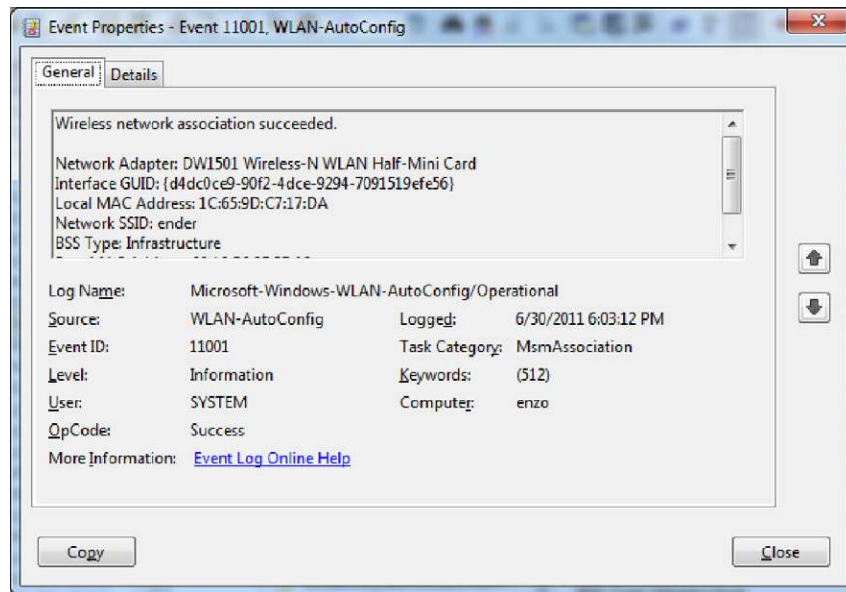 Event Properties - Event 11001, WLAN-AutoConfig
General
Details
Wireless network association succeeded.
Network Adapter: DW1501 Wireless-N WLAN Half-Mini Card
Interface GUID: {d4dc0ce9-90f2-4dce-9294-7091519efe56}
Local MAC Address: 1C:65:9D:C7:17:DA
Network SSID: ender
BSS Type: Infrastructure
Log Name: Microsoft-Windows-WLAN-AutoConfig/Operational
Source: WLAN-AutoConfig Logged: 6/30/2011 6:03:12 PM
Event ID: 11001 Task Category: MsmAssociation
Level: Information Keywords: (512)
User: SYSTEM Computer: enzo
OpCode: Success
More Information: Event Log Online Help
Copy
Close